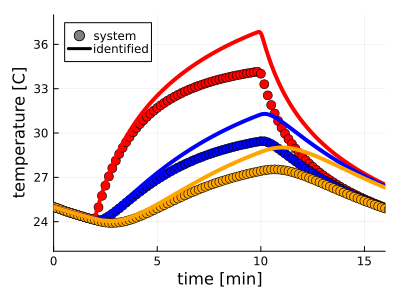 system
identified
temperature [C]
36
33
30
27
24
0
5
10
15
time [min]